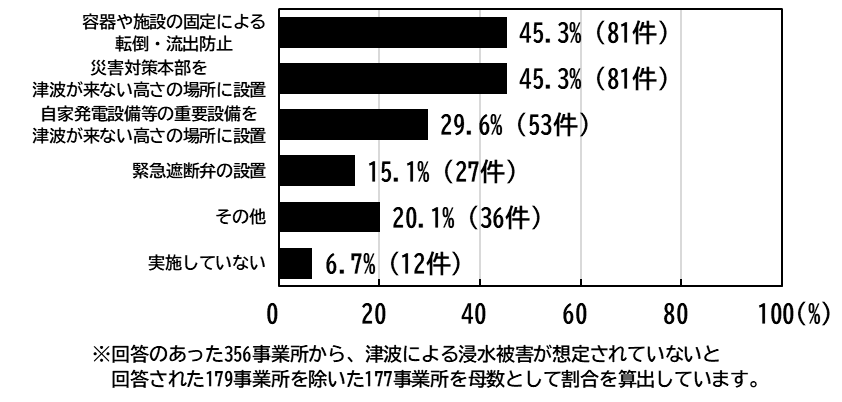 容器や施設の固定による
転倒・流出防止
45.3%（81件）
災害対策本部を
津波が来ない高さの場所に設置
45.3%（81件）
自家発電設備等の重要設備を
津波が来ない高さの場所に設置
29.6%（53件）
緊急遮断弁の設置
15.1%（27件）
その他
20.1%（36件）
実施していない
6.7%（12件）
0 20 40 60 80 100(%)
※回答のあった356事業所から、津波による浸水被害が想定されていないと
回答された179事業所を除いた177事業所を母数として割合を算出しています。